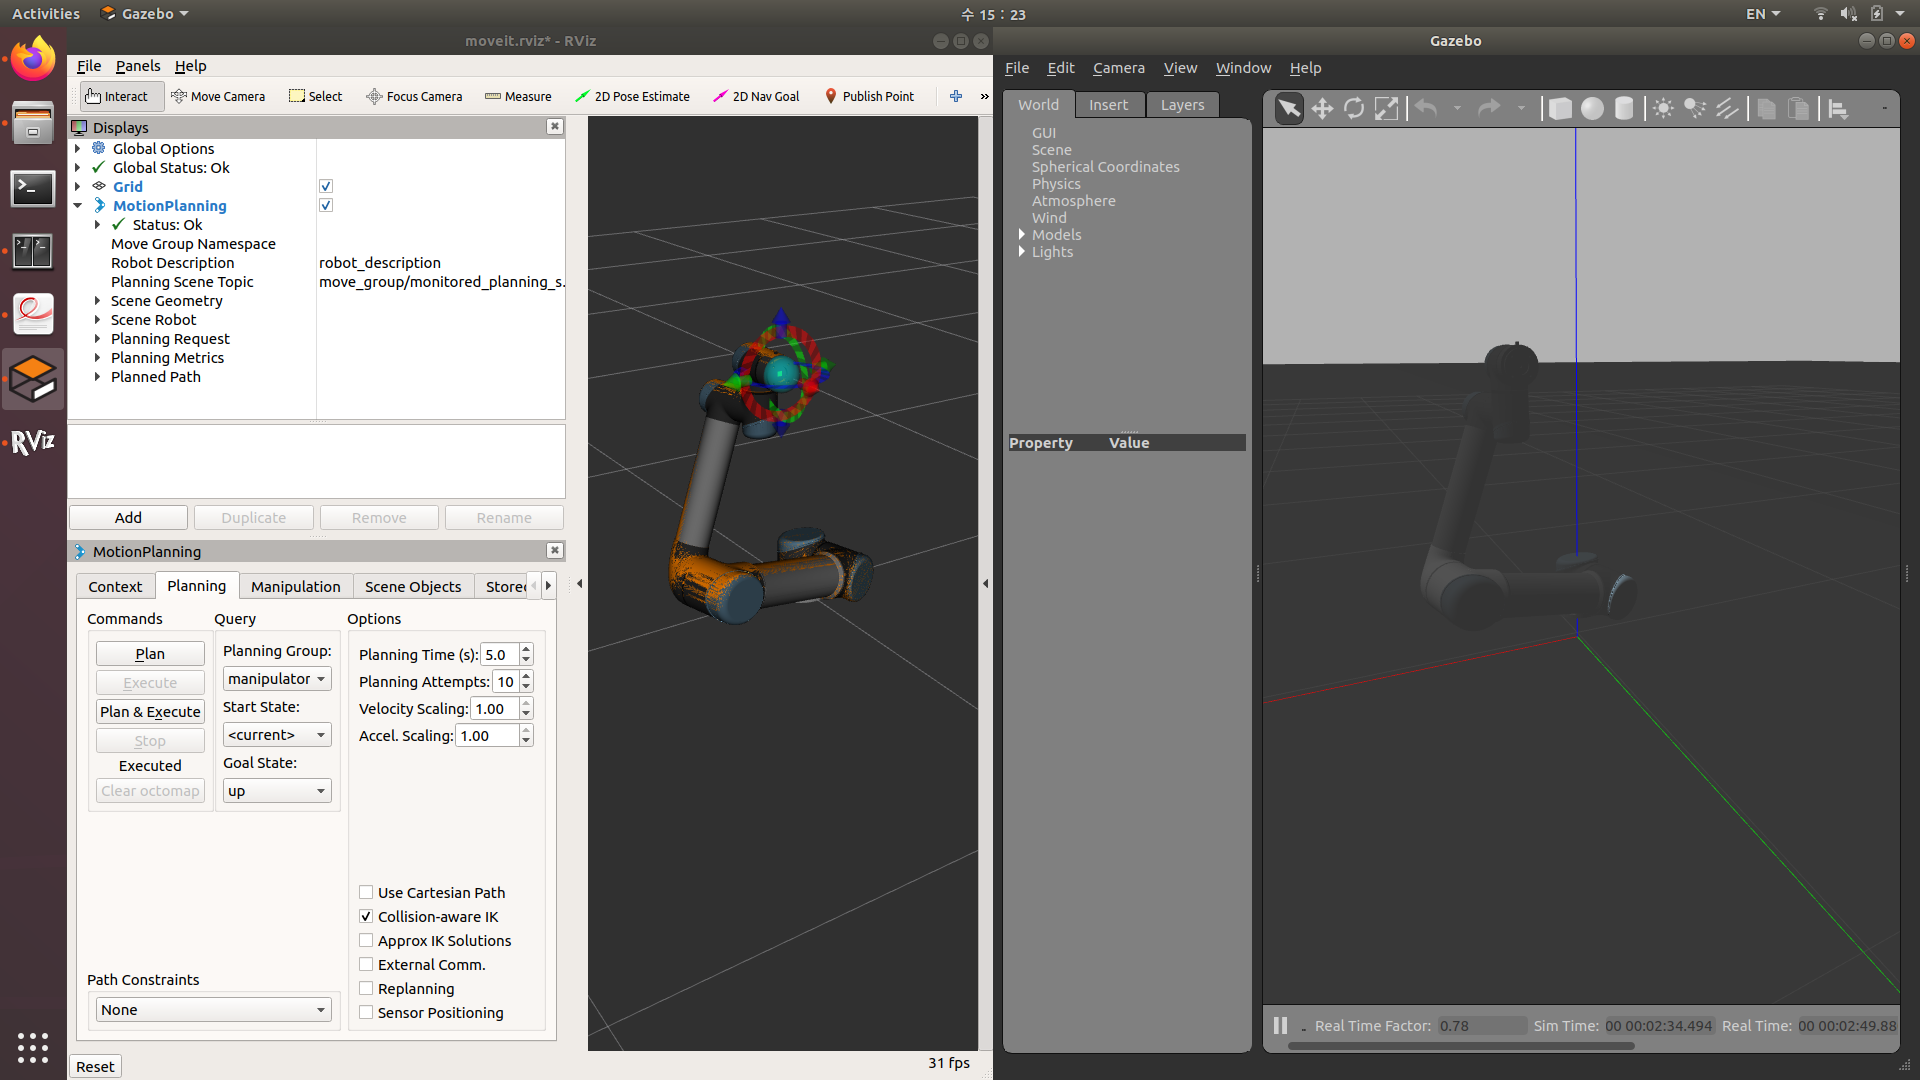 Activities Gazebo 수 15 : 23 EN
moveit.rviz* - RViz
File Panels Help
Interact Move Camera Select Focus Camera Measure 2D Pose Estimate 2D Nav Goal Publish Point »
Displays
Global Options
Global Status: Ok
Grid
MotionPlanning
Status: Ok
Move Group Namespace
Robot Description robot_description
Planning Scene Topic move_group/monitored_planning_s.
Scene Geometry
Scene Robot
Planning Request
Planning Metrics
Planned Path
Add Duplicate Remove Rename
MotionPlanning
Context Planning Manipulation Scene Objects Store
Commands Query Options
Plan
Execute
Plan & Execute
Stop
Executed
Clear octomap
Planning Group:
manipulator
Start State:
<current>
Goal State:
up
Planning Time (s): 5.0
Planning Attempts: 10
Velocity Scaling: 1.00
Accel. Scaling: 1.00
Use Cartesian Path
Collision-aware IK
Approx IK Solutions
External Comm.
Replanning
Sensor Positioning
Path Constraints
None
Reset
31 fps
RViz
Gazebo
File Edit Camera View Window Help
World Insert Layers
GUI
Scene
Spherical Coordinates
Physics
Atmosphere
Wind
Models
Lights
Property Value
Real Time Factor: 0.78 Sim Time: 00 00:02:34.494 Real Time: 00 00:02:49.88